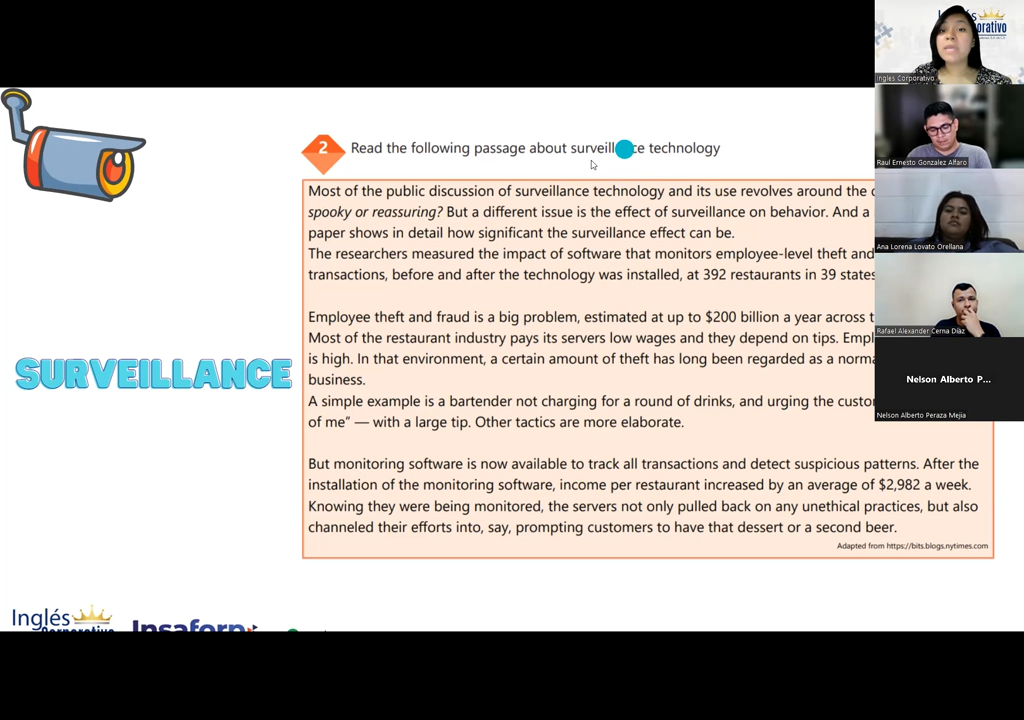 2 Read the following passage about surveill ce technology
Most of the public discussion of surveillance technology and its use revolves around the
spooky or reassuring? But a different issue is the effect of surveillance on behavior. And a
paper shows in detail how significant the surveillance effect can be.
The researchers measured the impact of software that monitors employee-level theft and
transactions, before and after the technology was installed, at 392 restaurants in 39 states
Employee theft and fraud is a big problem, estimated at up to $200 billion a year across
Most of the restaurant industry pays its servers low wages and they depend on tips.
is high. In that environment, a certain amount of theft has long been regarded as a
business.
A simple example is a bartender not charging for a round of drinks, and urging the
of me” — with a large tip. Other tactics are more elaborate.
But monitoring software is now available to track all transactions and detect suspicious patterns. After the
installation of the monitoring software, income per restaurant increased by an average of $2,982 a week.
Knowing they were being monitored, the servers not only pulled back on any unethical practices, but also
channeled their efforts into, say, prompting customers to have that dessert or a second beer.
Adapted from https://bits.blogs.nytimes.com
SURVEILLANCE
Inglés
Insaforp
Inglés
Inglés Corporativo
Raul Ernesto Gonzalez Alfaro
Ana Lorena Lovato Orellana
Rafael Alexander Cerna Díaz
Nelson Alberto P...
Nelson Alberto Peraza Mejia